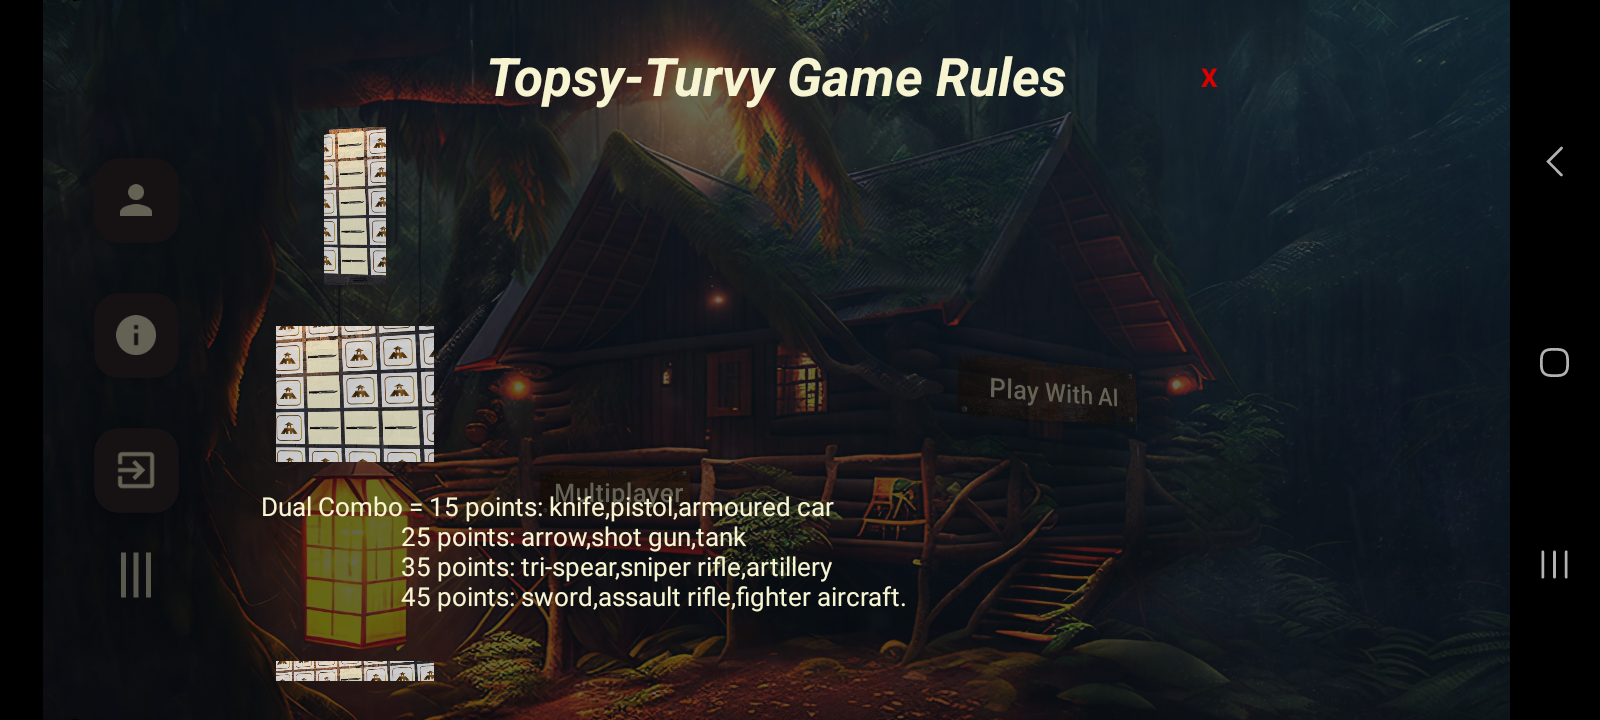 Topsy-Turvy Game Rules
X
Play With AI
Multiplayer
Dual Combo = 15 points: knife,pistol,armoured car
25 points: arrow,shot gun,tank
35 points: tri-spear,sniper rifle,artillery
45 points: sword,assault rifle,fighter aircraft.